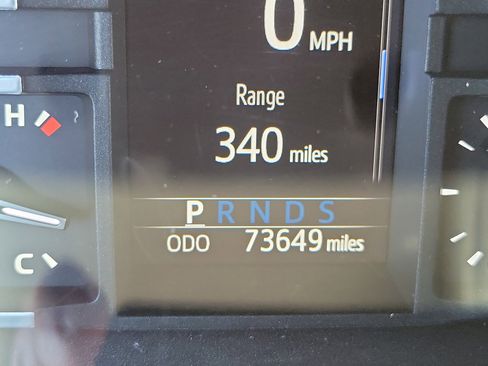 0 MPH
Range
340 miles
H
P R N D S
C
ODO 73649 miles